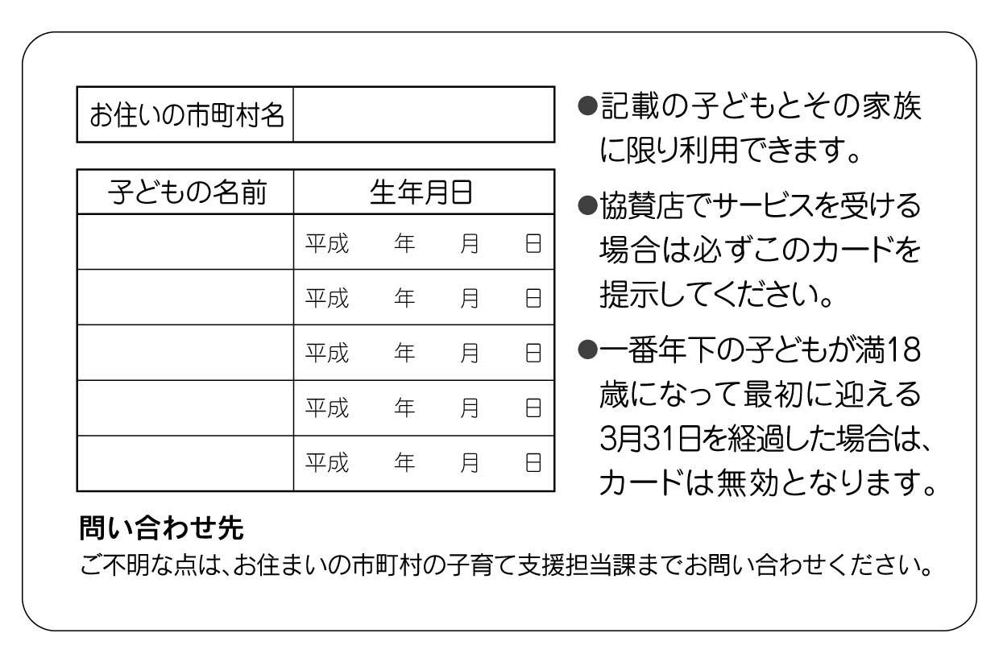 お住いの市町村名
子どもの名前 生年月日
平成 年 月 日
平成 年 月 日
平成 年 月 日
平成 年 月 日
平成 年 月 日
●記載の子どもとその家族
に限り利用できます。
●協賛店でサービスを受ける
場合は必ずこのカードを
提示してください。
●一番年下の子どもが満18
歳になって最初に迎える
3月31日を経過した場合は、
カードは無効となります。
問い合わせ先
ご不明な点は、お住まいの市町村の子育て支援担当課までお問い合わせください。